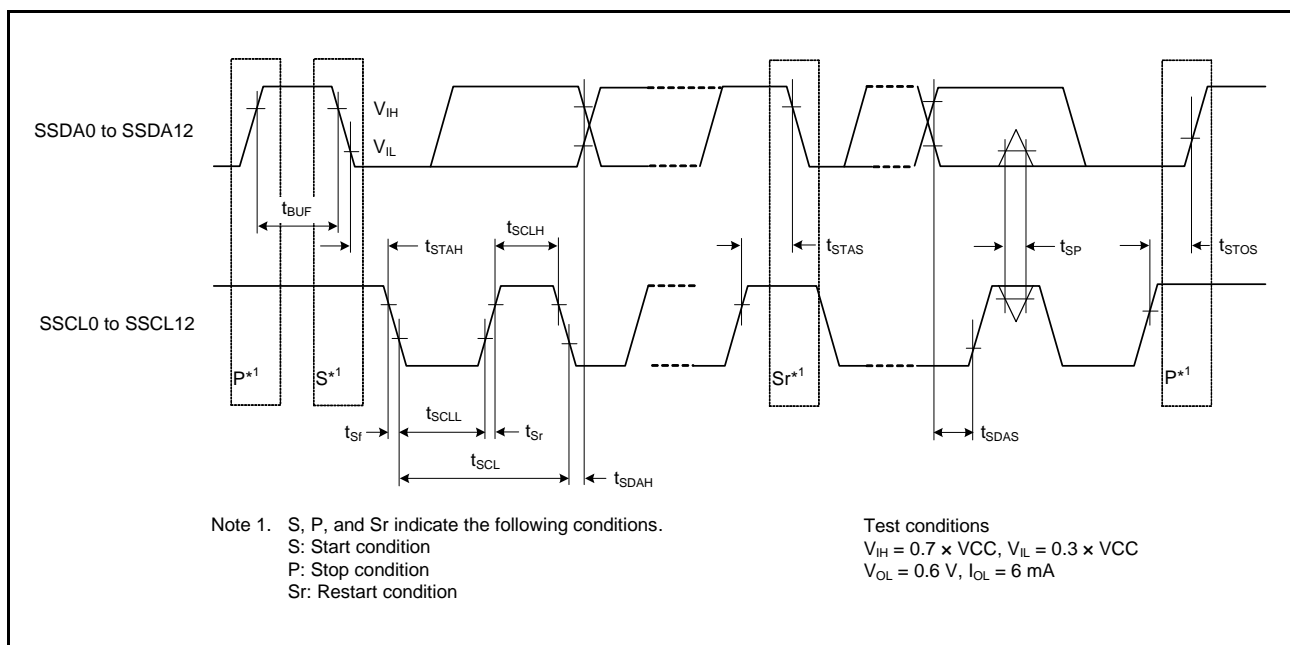 SSDA0 to SSDA12
V_IH
V_IL
t_BUF
t_STAH
t_SCLH
t_STAS
t_SP
t_STOS
SSCL0 to SSCL12
P*1
S*1
Sr*1
P*1
t_SCLL
t_Sf
t_Sr
t_SDAS
t_SCL
t_SDAH
Note 1. S, P, and Sr indicate the following conditions.
S: Start condition
P: Stop condition
Sr: Restart condition
Test conditions
V_IH = 0.7 × VCC, V_IL = 0.3 × VCC
V_OL = 0.6 V, I_OL = 6 mA